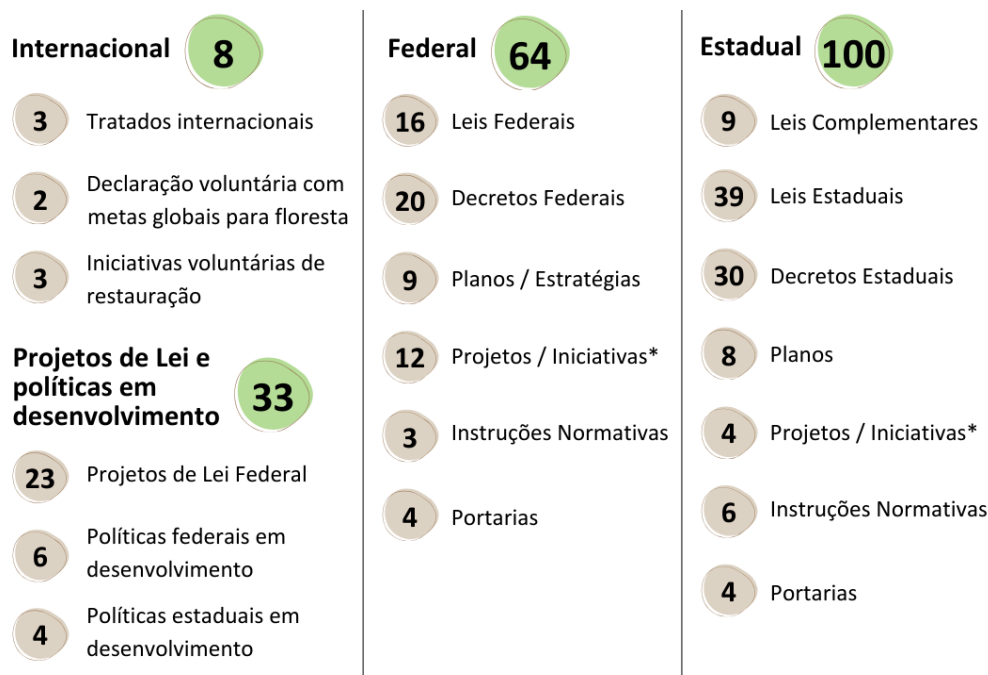 Internacional 8
3 Tratados internacionais
2 Declaração voluntária com
metas globais para floresta
3 Iniciativas voluntárias de
restauração
Projetos de Lei e
políticas em
desenvolvimento
33
23 Projetos de Lei Federal
6 Políticas federais em
desenvolvimento
4 Políticas estaduais em
desenvolvimento
Federal 64
16 Leis Federais
20 Decretos Federais
9 Planos / Estratégias
12 Projetos / Iniciativas*
3 Instruções Normativas
4 Portarias
Estadual 100
9 Leis Complementares
39 Leis Estaduais
30 Decretos Estaduais
8 Planos
4 Projetos / Iniciativas*
6 Instruções Normativas
4 Portarias